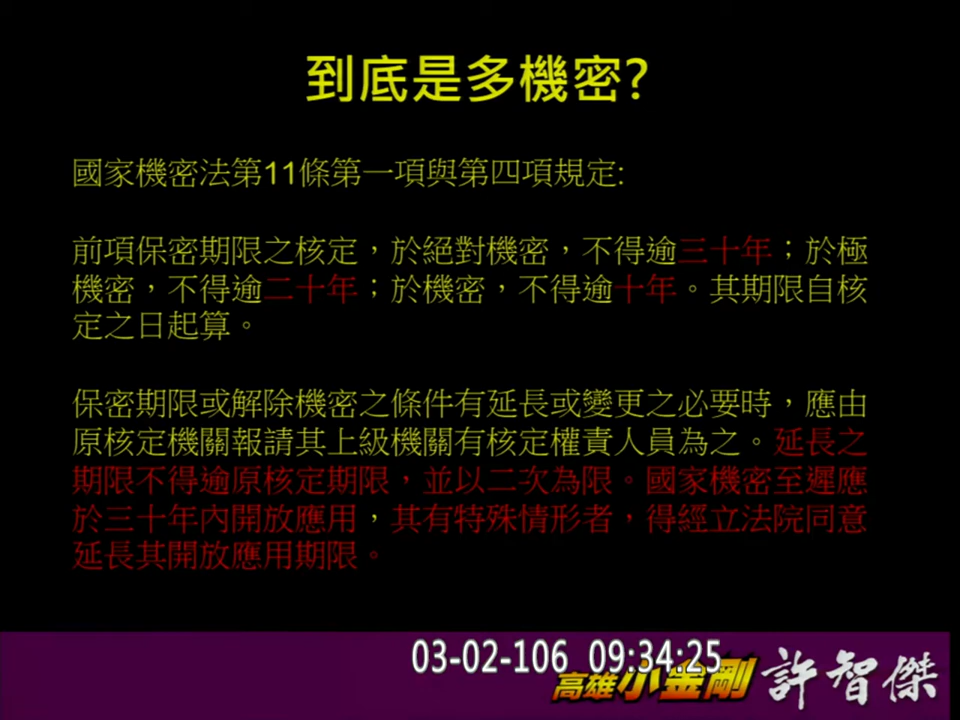 到底是多機密?
國家機密法第11條第一項與第四項規定:
前項保密期限之核定，於絕對機密，不得逾三十年；於極
機密，不得逾二十年；於機密，不得逾十年。其期限自核
定之日起算。
保密期限或解除機密之條件有延長或變更之必要時，應由
原核定機關報請其上級機關有核定權責人員為之。延長之
期限不得逾原核定期限，並以二次為限。國家機密至遲應
於三十年內開放應用，其有特殊情形者，得經立法院同意
延長其開放應用期限。
03-02-106 09:34:25
高雄小金剛 許智傑